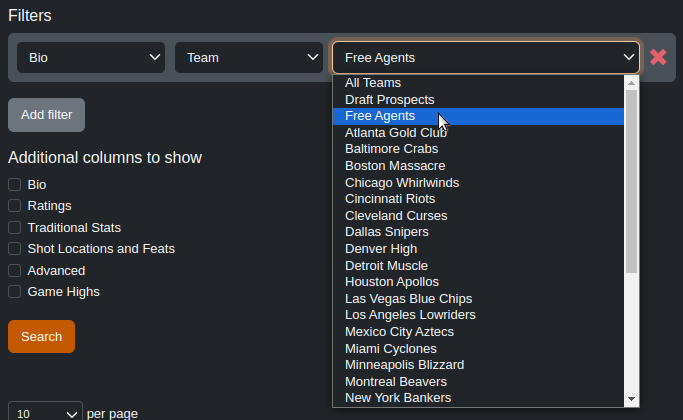 Filters
Bio Team Free Agents
All Teams
Draft Prospects
Free Agents
Atlanta Gold Club
Baltimore Crabs
Boston Massacre
Chicago Whirlwinds
Cincinnati Riots
Cleveland Curses
Dallas Snipers
Denver High
Detroit Muscle
Houston Apollos
Las Vegas Blue Chips
Los Angeles Lowriders
Mexico City Aztecs
Miami Cyclones
Minneapolis Blizzard
Montreal Beavers
New York Bankers
Add filter
Additional columns to show
Bio
Ratings
Traditional Stats
Shot Locations and Feats
Advanced
Game Highs
Search
10 per page